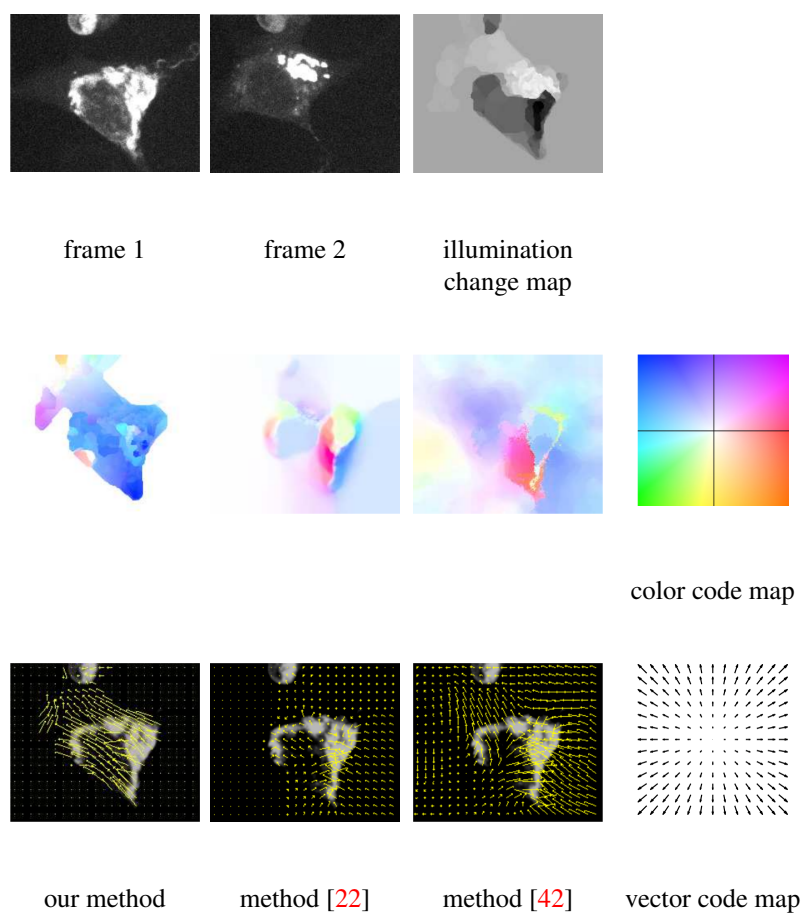 frame 1
frame 2
illumination
change map
color code map
our method
method [22]
method [42]
vector code map